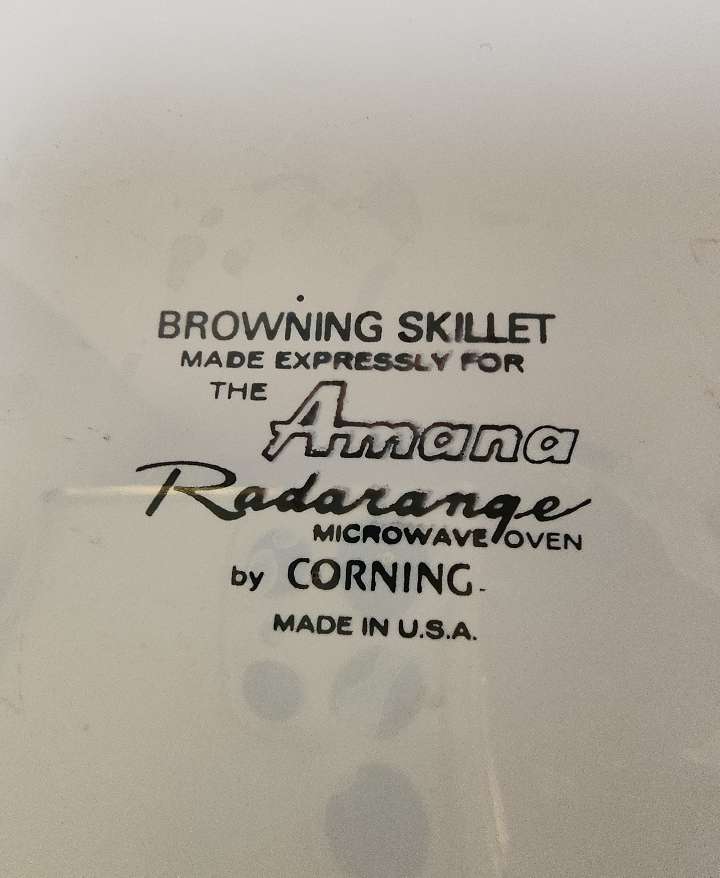 BROWNING SKILLET
MADE EXPRESSLY FOR
THE Amana
Radarange
MICROWAVE OVEN
by CORNING.
MADE IN U.S.A.